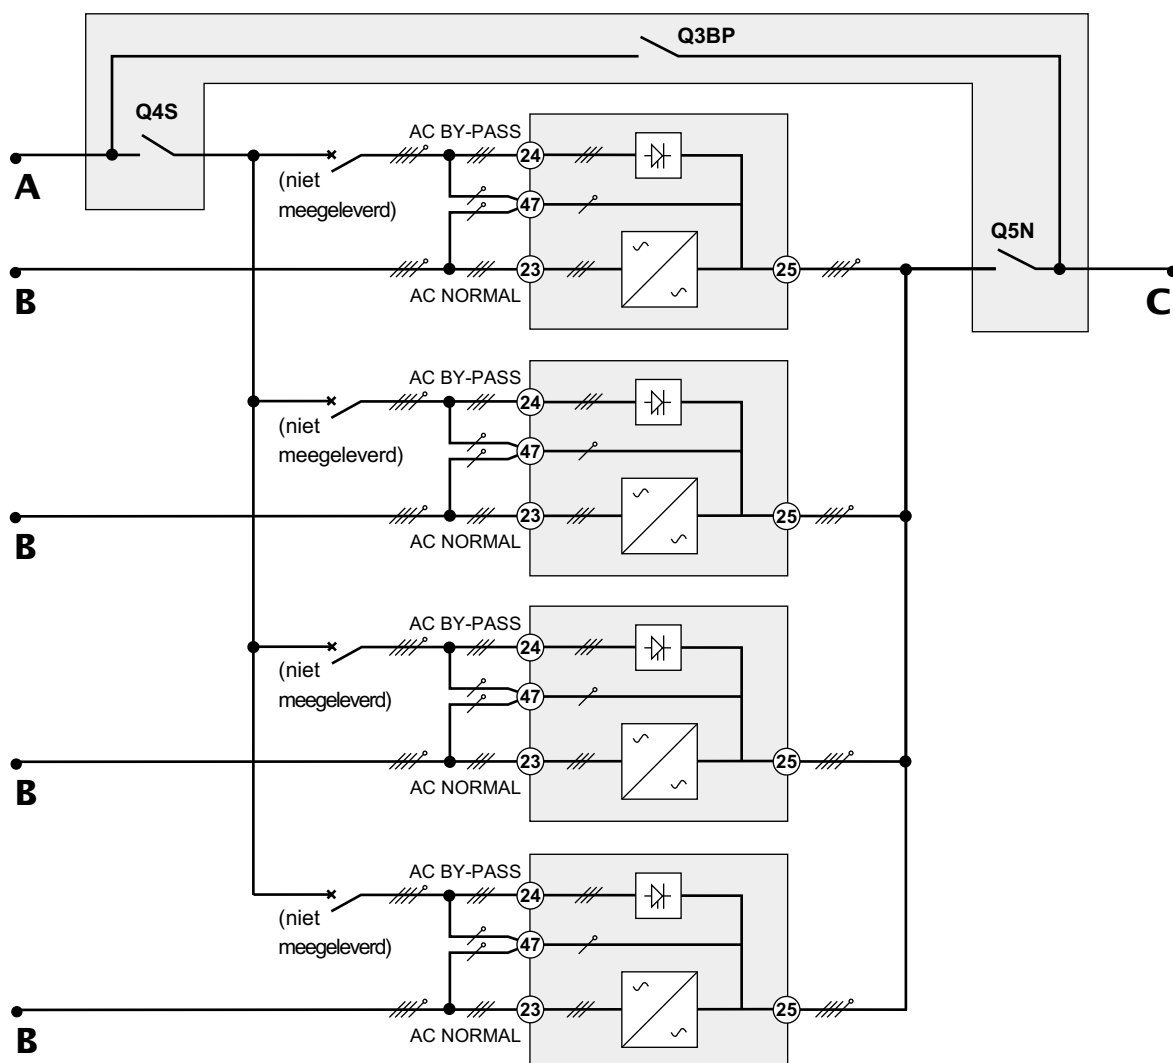 Q3BP
Q4S
AC BY-PASS
24
A
(niet
meegeleverd)
47
Q5N
B
23
25
AC NORMAL
C
AC BY-PASS
24
(niet
meegeleverd)
47
B
23
25
AC NORMAL
AC BY-PASS
24
(niet
meegeleverd)
47
B
23
25
AC NORMAL
AC BY-PASS
24
(niet
meegeleverd)
47
B
23
25
AC NORMAL